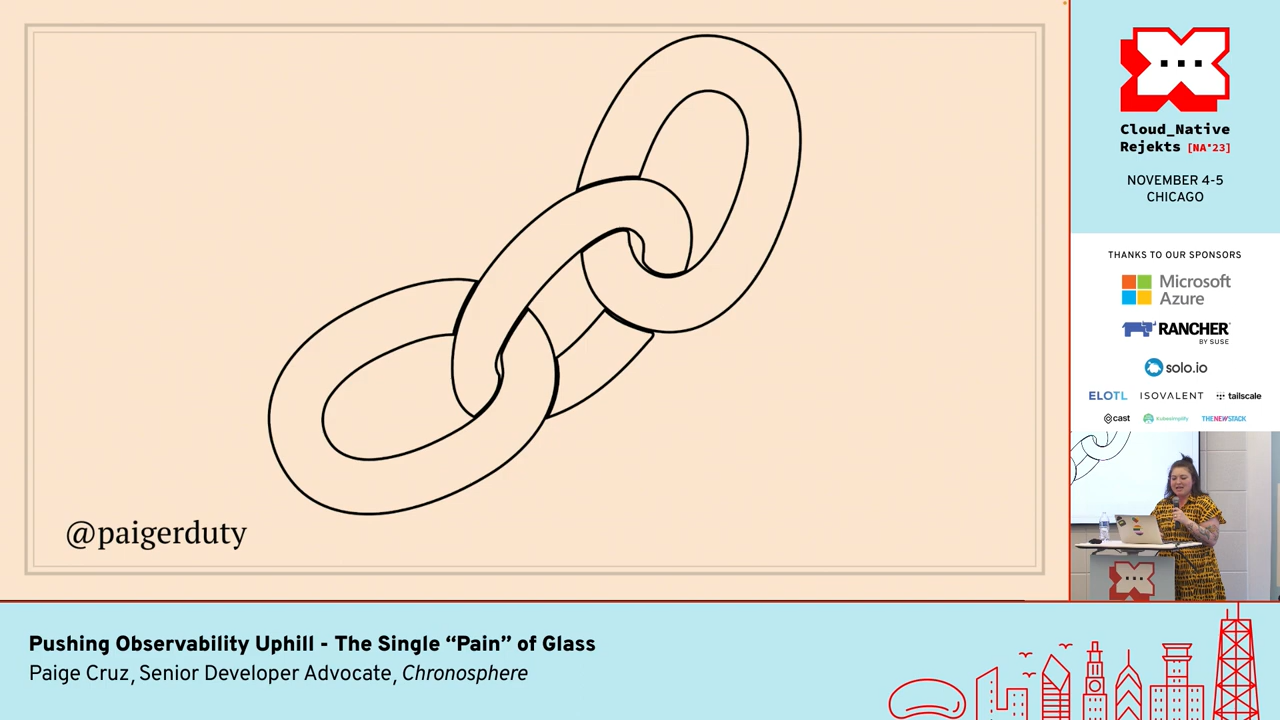 @paigerduty
Cloud_Native
Rejekts [NA'23]
NOVEMBER 4-5
CHICAGO
THANKS TO OUR SPONSORS
Microsoft
Azure
RANCHER
BY SUSE
solo.io
ELOTL ISOVALENT tailscale
cast kubesimplify THENEWSTACK
Pushing Observability Uphill - The Single “Pain” of Glass
Paige Cruz, Senior Developer Advocate, Chronosphere